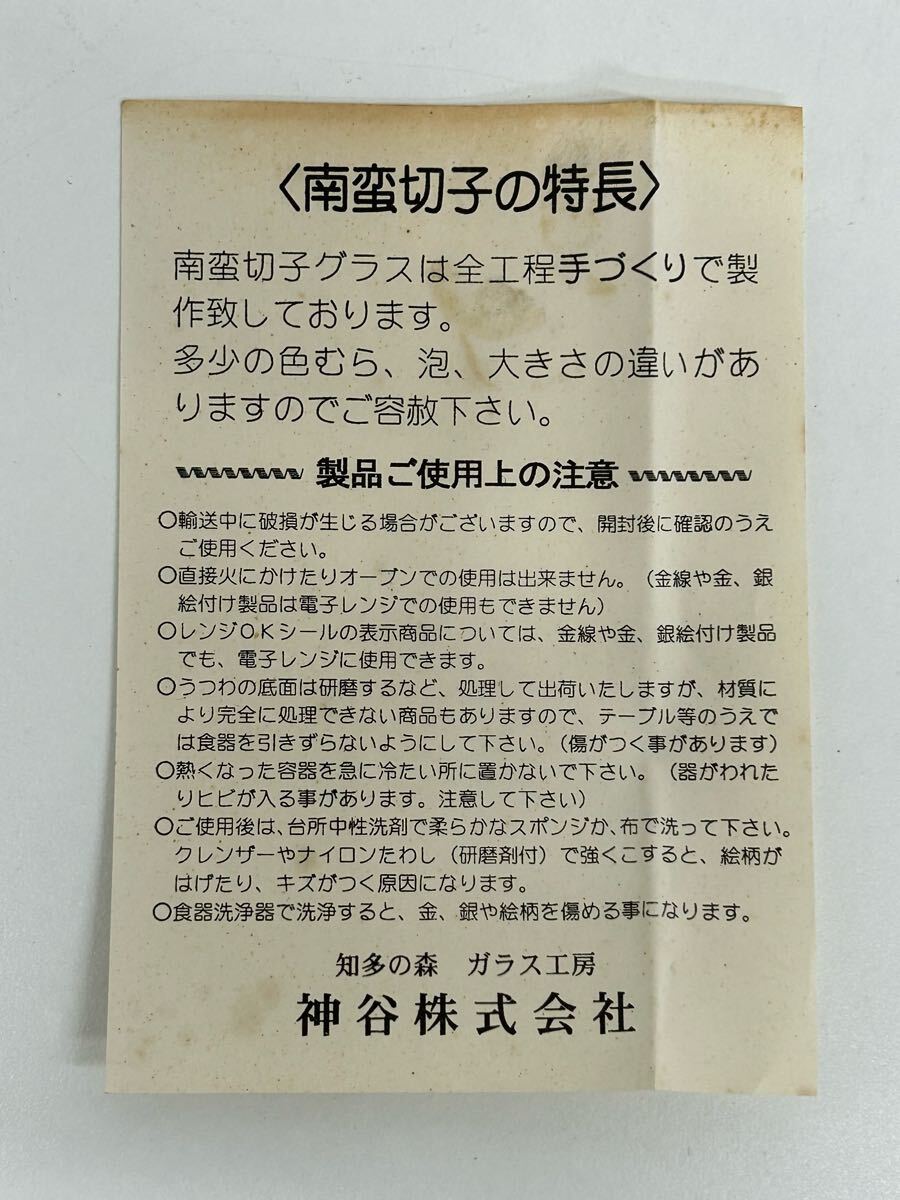 〈南蛮切子の特長〉
南蛮切子グラスは全工程手づくりで製
作致しております。
多少の色むら、泡、大きさの違いがあ
りますのでご容赦下さい。
製品ご使用上の注意
○輸送中に破損が生じる場合がございますので、開封後に確認のうえ
ご使用ください。
○直接火にかけたりオーブンでの使用は出来ません。（金線や金、銀
絵付け製品は電子レンジでの使用もできません）
○レンジOKシールの表示商品については、金線や金、銀絵付け製品
でも、電子レンジに使用できます。
○うつわの底面は研磨するなど、処理して出荷いたしますが、材質に
より完全に処理できない商品もありますので、テーブル等のうえで
は食器を引きずらないようにして下さい。（傷がつく事があります）
○熱くなった容器を急に冷たい所に置かないで下さい。（器がわれた
りヒビが入る事があります。注意して下さい）
○ご使用後は、台所中性洗剤で柔らかなスポンジか、布で洗って下さい。
クレンザーやナイロンたわし（研磨剤付）で強くこすると、絵柄が
はげたり、キズがつく原因になります。
○食器洗浄器で洗浄すると、金、銀や絵柄を傷める事になります。
知多の森　ガラス工房
神谷株式会社